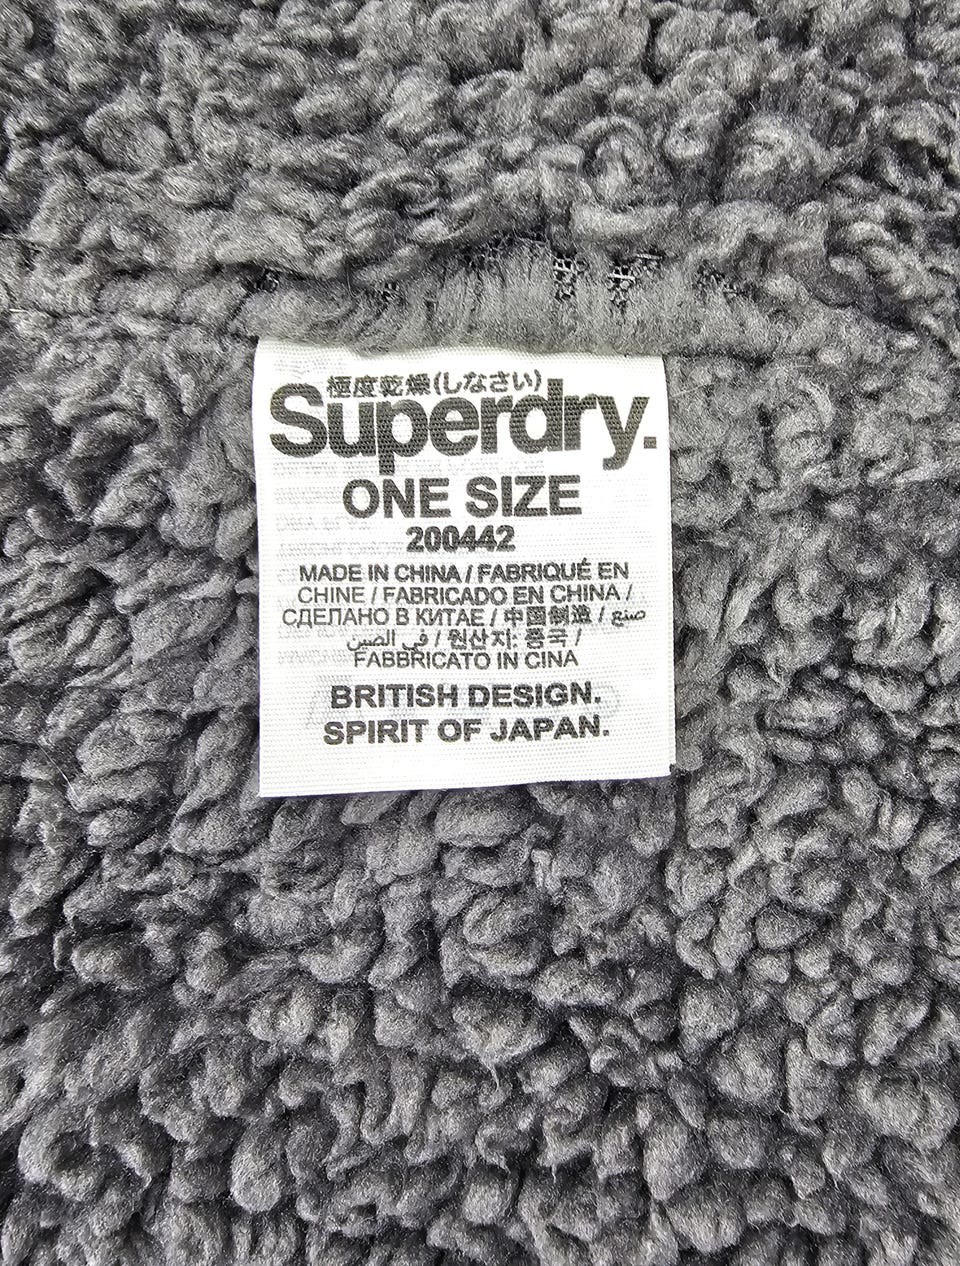 極度乾燥(しなさい)
Superdry.
ONE SIZE
200442
MADE IN CHINA / FABRIQUÉ EN
CHINE / FABRICADO EN CHINA /
СДЕЛАНО В КИТАЕ / 中国制造 / صنع
في الصين / 원산지: 중국 /
FABBRICATO IN CINA
BRITISH DESIGN.
SPIRIT OF JAPAN.